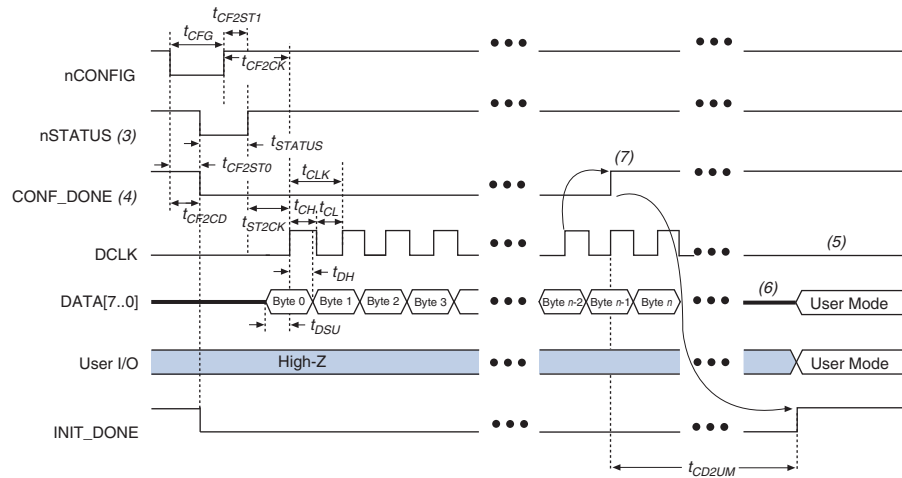 tCF2ST1
tCFG
tCF2CK
nCONFIG
nSTATUS (3)
tSTATUS
tCF2ST0
tCLK
(7)
CONF_DONE (4)
tCF2CD
tST2CK
tCH
tCL
DCLK
(5)
tDH
DATA[7..0]
Byte 0
Byte 1
Byte 2
Byte 3
Byte n-2
Byte n-1
Byte n
(6)
User Mode
tDSU
User I/O
High-Z
User Mode
INIT_DONE
tCD2UM